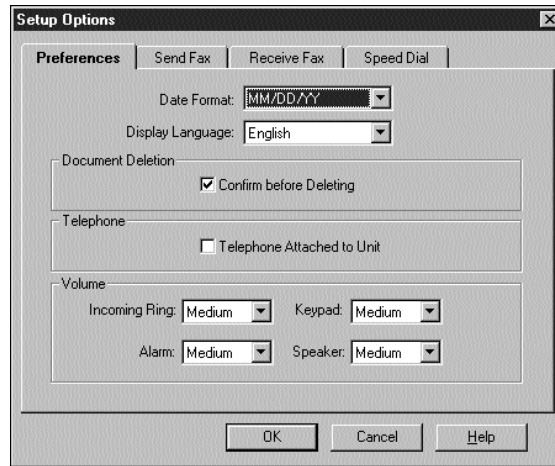 Setup Options
Preferences Send Fax Receive Fax Speed Dial
Date Format: MM/DD/YY
Display Language: English
Document Deletion
Confirm before Deleting
Telephone
Telephone Attached to Unit
Volume
Incoming Ring: Medium Keypad: Medium
Alarm: Medium Speaker: Medium
OK Cancel Help